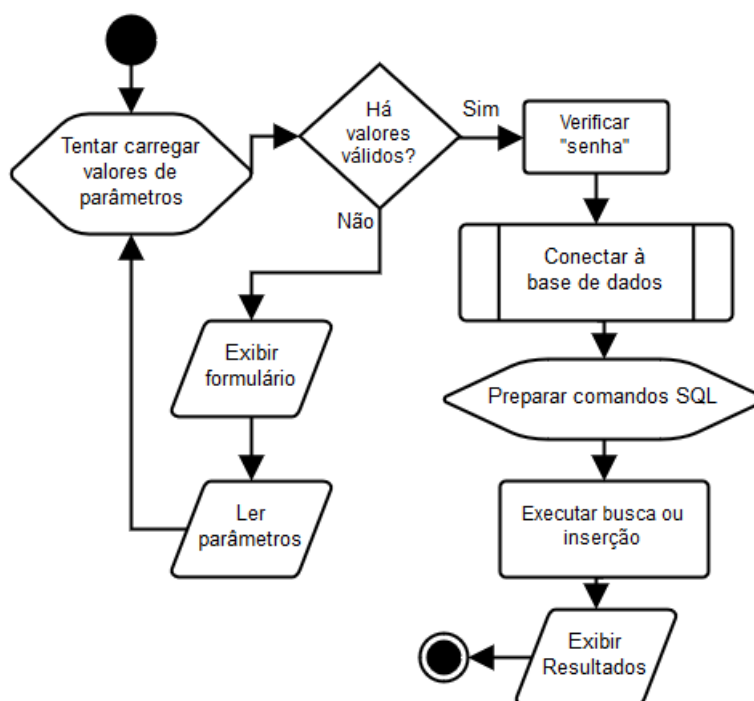 Tentar carregar
valores de
parâmetros
Há
valores
válidos?
Sim
Verificar
"senha"
Não
Conectar à
base de dados
Exibir
formulário
Preparar comandos SQL
Ler
parâmetros
Executar busca ou
inserção
Exibir
Resultados